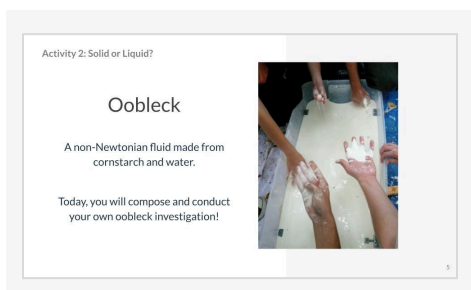 Activity 2: Solid or Liquid?
Oobleck
A non-Newtonian fluid made from
cornstarch and water.
Today, you will compose and conduct
your own oobleck investigation!
5